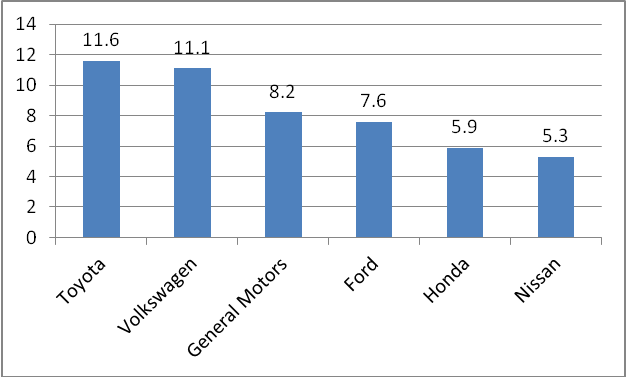 14
12
10
8
6
4
2
0
11.6
11.1
8.2
7.6
5.9
5.3
Toyota
Volkswagen
General Motors
Ford
Honda
Nissan